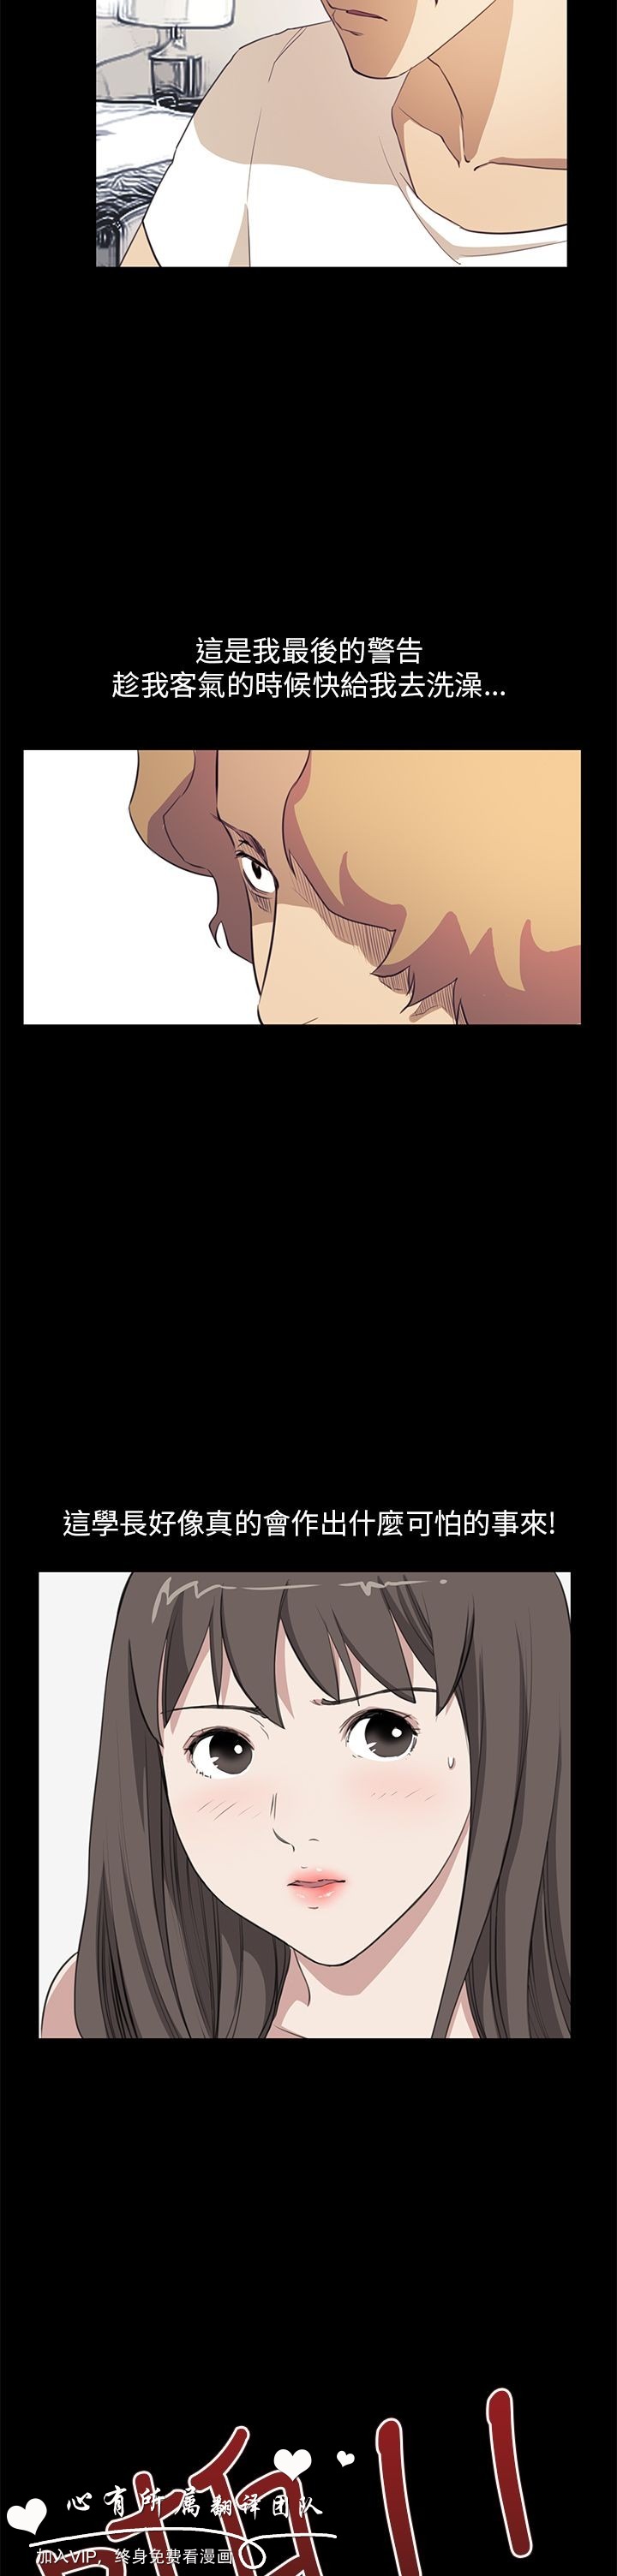 這是我最後的警告
趁我客氣的時候快給我去洗澡...
這學長好像真的會作出什麼可怕的事來!
心有所属翻译团队
加入VIP，终身免费看漫画